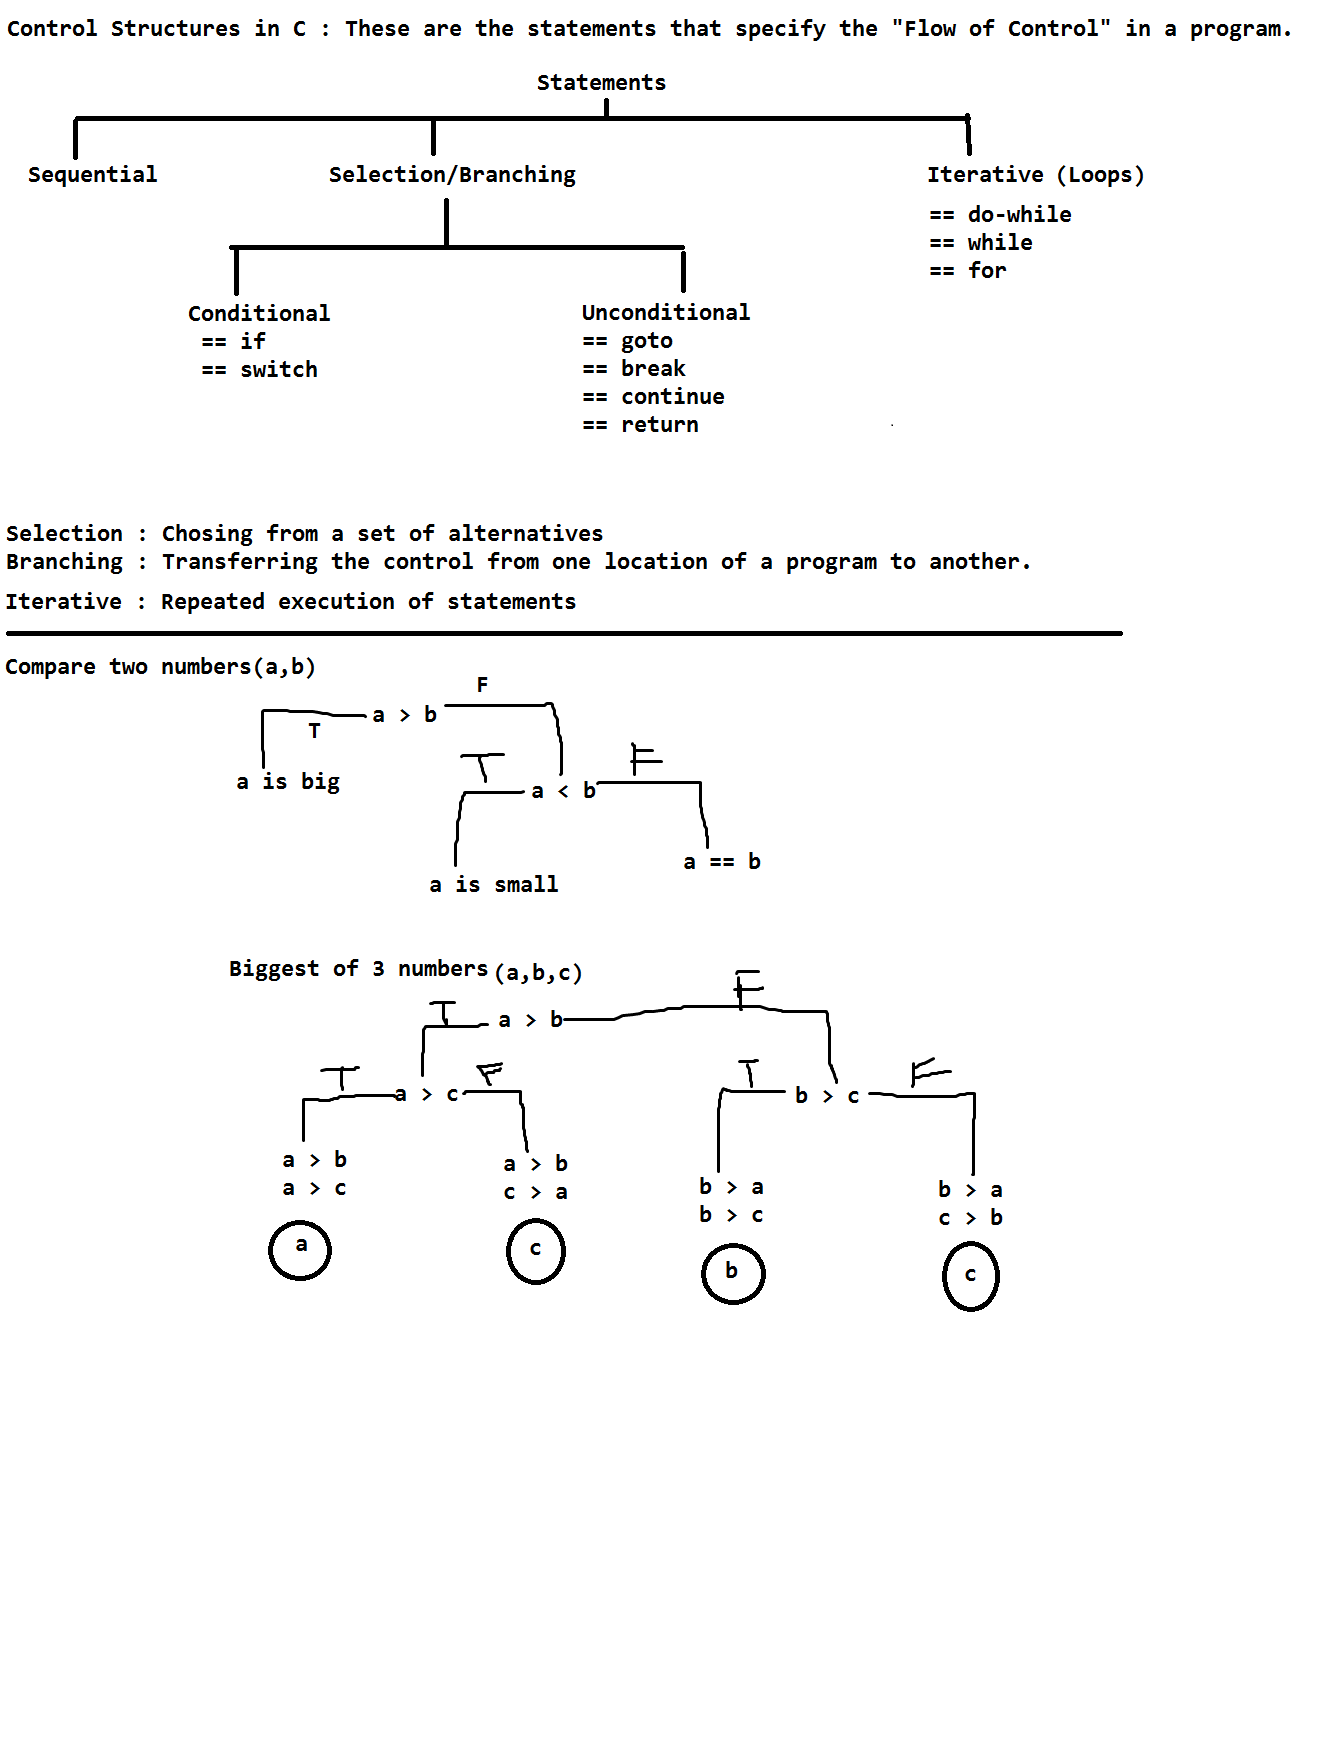 Control Structures in C : These are the statements that specify the "Flow of Control" in a program.
Statements
Sequential
Selection/Branching
Iterative (Loops)
== do-while
== while
== for
Conditional
== if
== switch
Unconditional
== goto
== break
== continue
== return
Selection : Chosing from a set of alternatives
Branching : Transferring the control from one location of a program to another.
Iterative : Repeated execution of statements
Compare two numbers(a,b)
F
a > b
T
a is big
T
F
a < b
a == b
a is small
Biggest of 3 numbers (a,b,c)
T
F
a > b
T
F
T
F
a > c
b > c
a > b
a > c
a
a > b
c > a
c
b > a
b > c
b
b > a
c > b
c